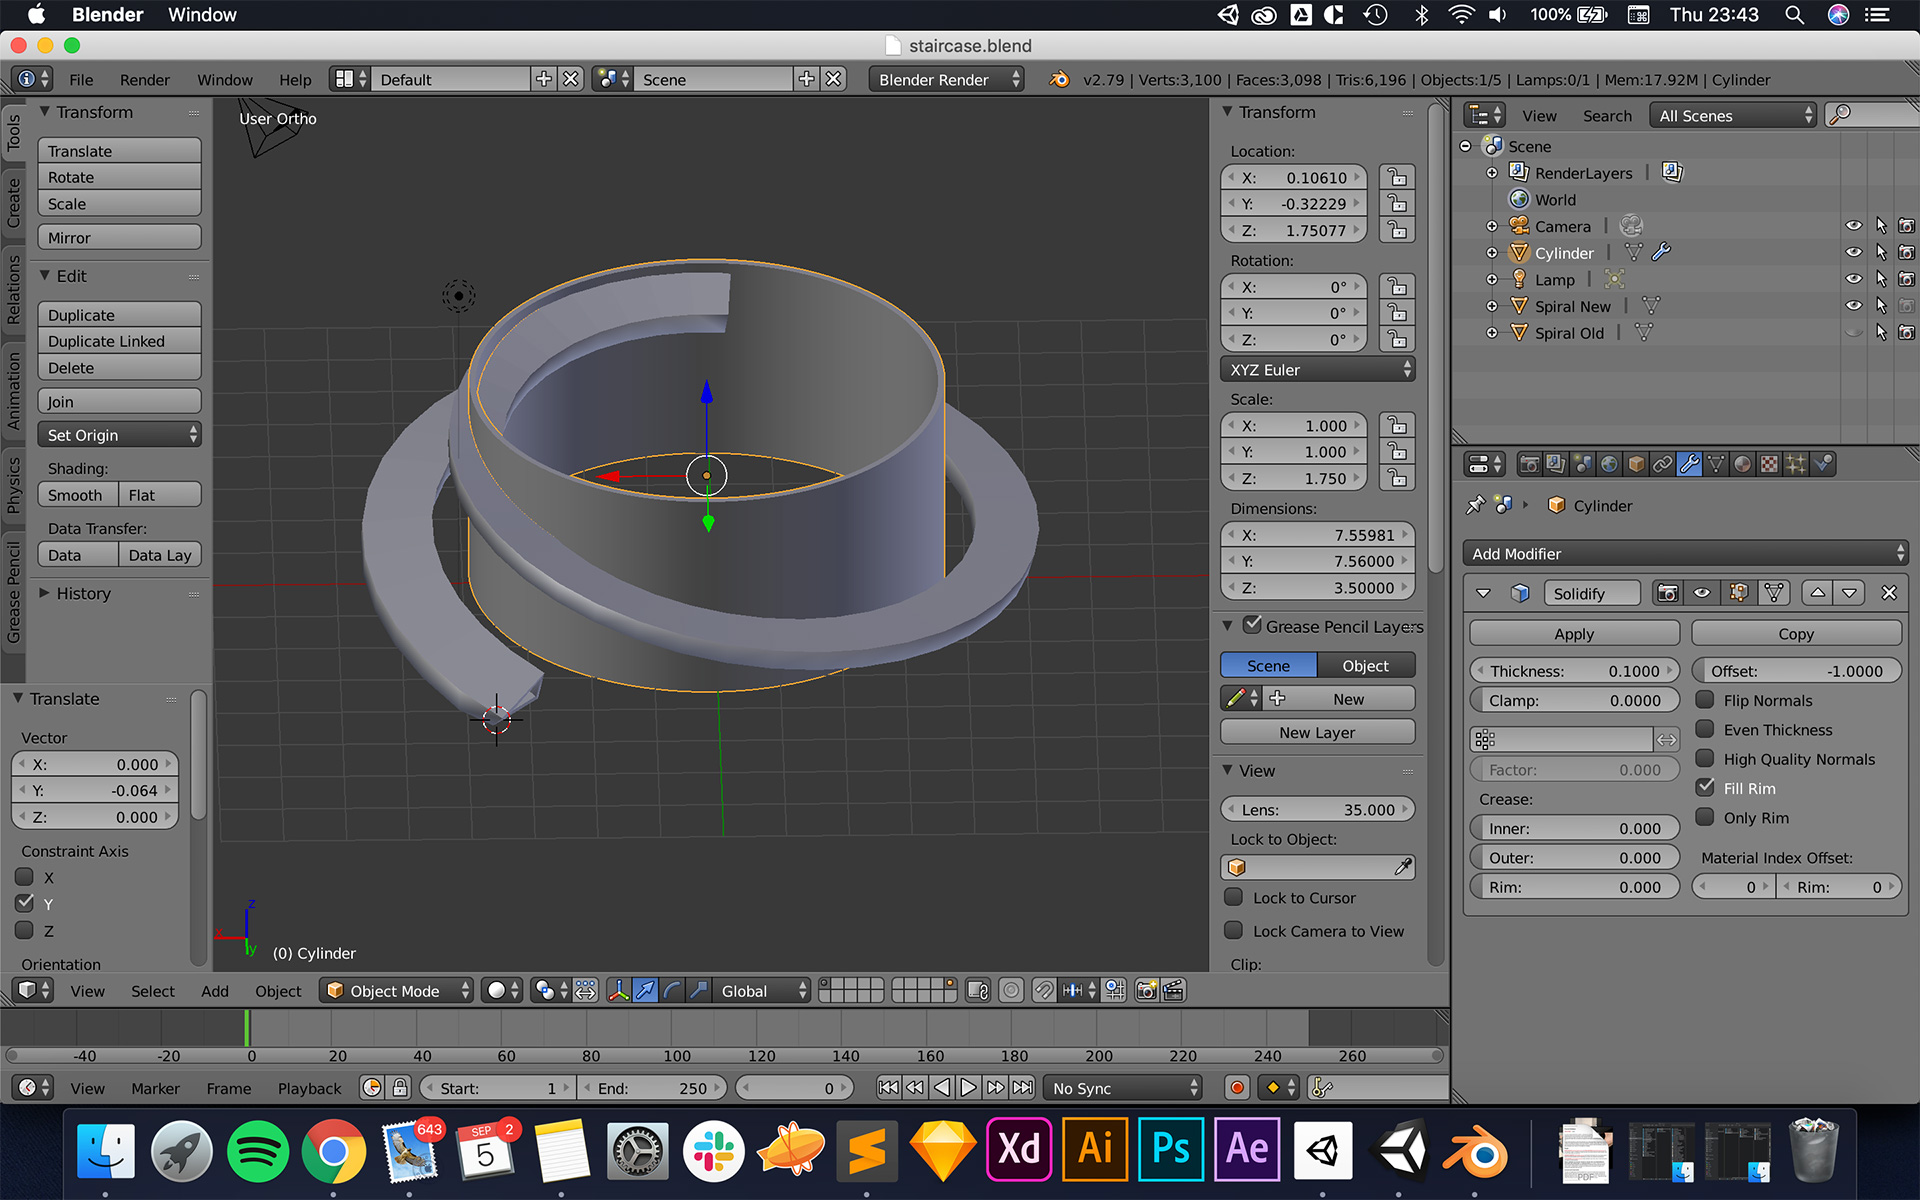 Blender Window 100% Thu 23:43
staircase.blend
File Render Window Help Default Scene Blender Render v2.79 | Verts:3,100 | Faces:3,098 | Tris:6,196 | Objects:1/5 | Lamps:0/1 | Mem:17.92M | Cylinder
Tools
Create
Relations
Animation
Physics
Grease Pencil
Transform
Translate
Rotate
Scale
Mirror
Edit
Duplicate
Duplicate Linked
Delete
Join
Set Origin
Shading:
Smooth Flat
Data Transfer:
Data Data Lay
History
Translate
Vector
X: 0.000
Y: -0.064
Z: 0.000
Constraint Axis
X
Y
Z
Orientation
User Ortho
z
x
y
(0) Cylinder
Transform
Location:
X: 0.10610
Y: -0.32229
Z: 1.75077
Rotation:
X: 0°
Y: 0°
Z: 0°
XYZ Euler
Scale:
X: 1.000
Y: 1.000
Z: 1.750
Dimensions:
X: 7.55981
Y: 7.56000
Z: 3.50000
Grease Pencil Layers
Scene Object
New
New Layer
View
Lens: 35.000
Lock to Object:
Lock to Cursor
Lock Camera to View
Clip:
View Search All Scenes
Scene
RenderLayers |
World
Camera |
Cylinder |
Lamp |
Spiral New |
Spiral Old |
Cylinder
Add Modifier
Solidify
Apply Copy
Thickness: 0.1000 Offset: -1.0000
Clamp: 0.0000 Flip Normals
Even Thickness
High Quality Normals
Factor: 0.000
Fill Rim
Crease:
Only Rim
Inner: 0.000
Outer: 0.000 Material Index Offset:
Rim: 0.000 0 Rim: 0
View Select Add Object Object Mode Global
-40 -20 0 20 40 60 80 100 120 140 160 180 200 220 240 260
View Marker Frame Playback Start: 1 End: 250 0 No Sync
643
SEP 2
5
Xd Ai Ps Ae
PDF